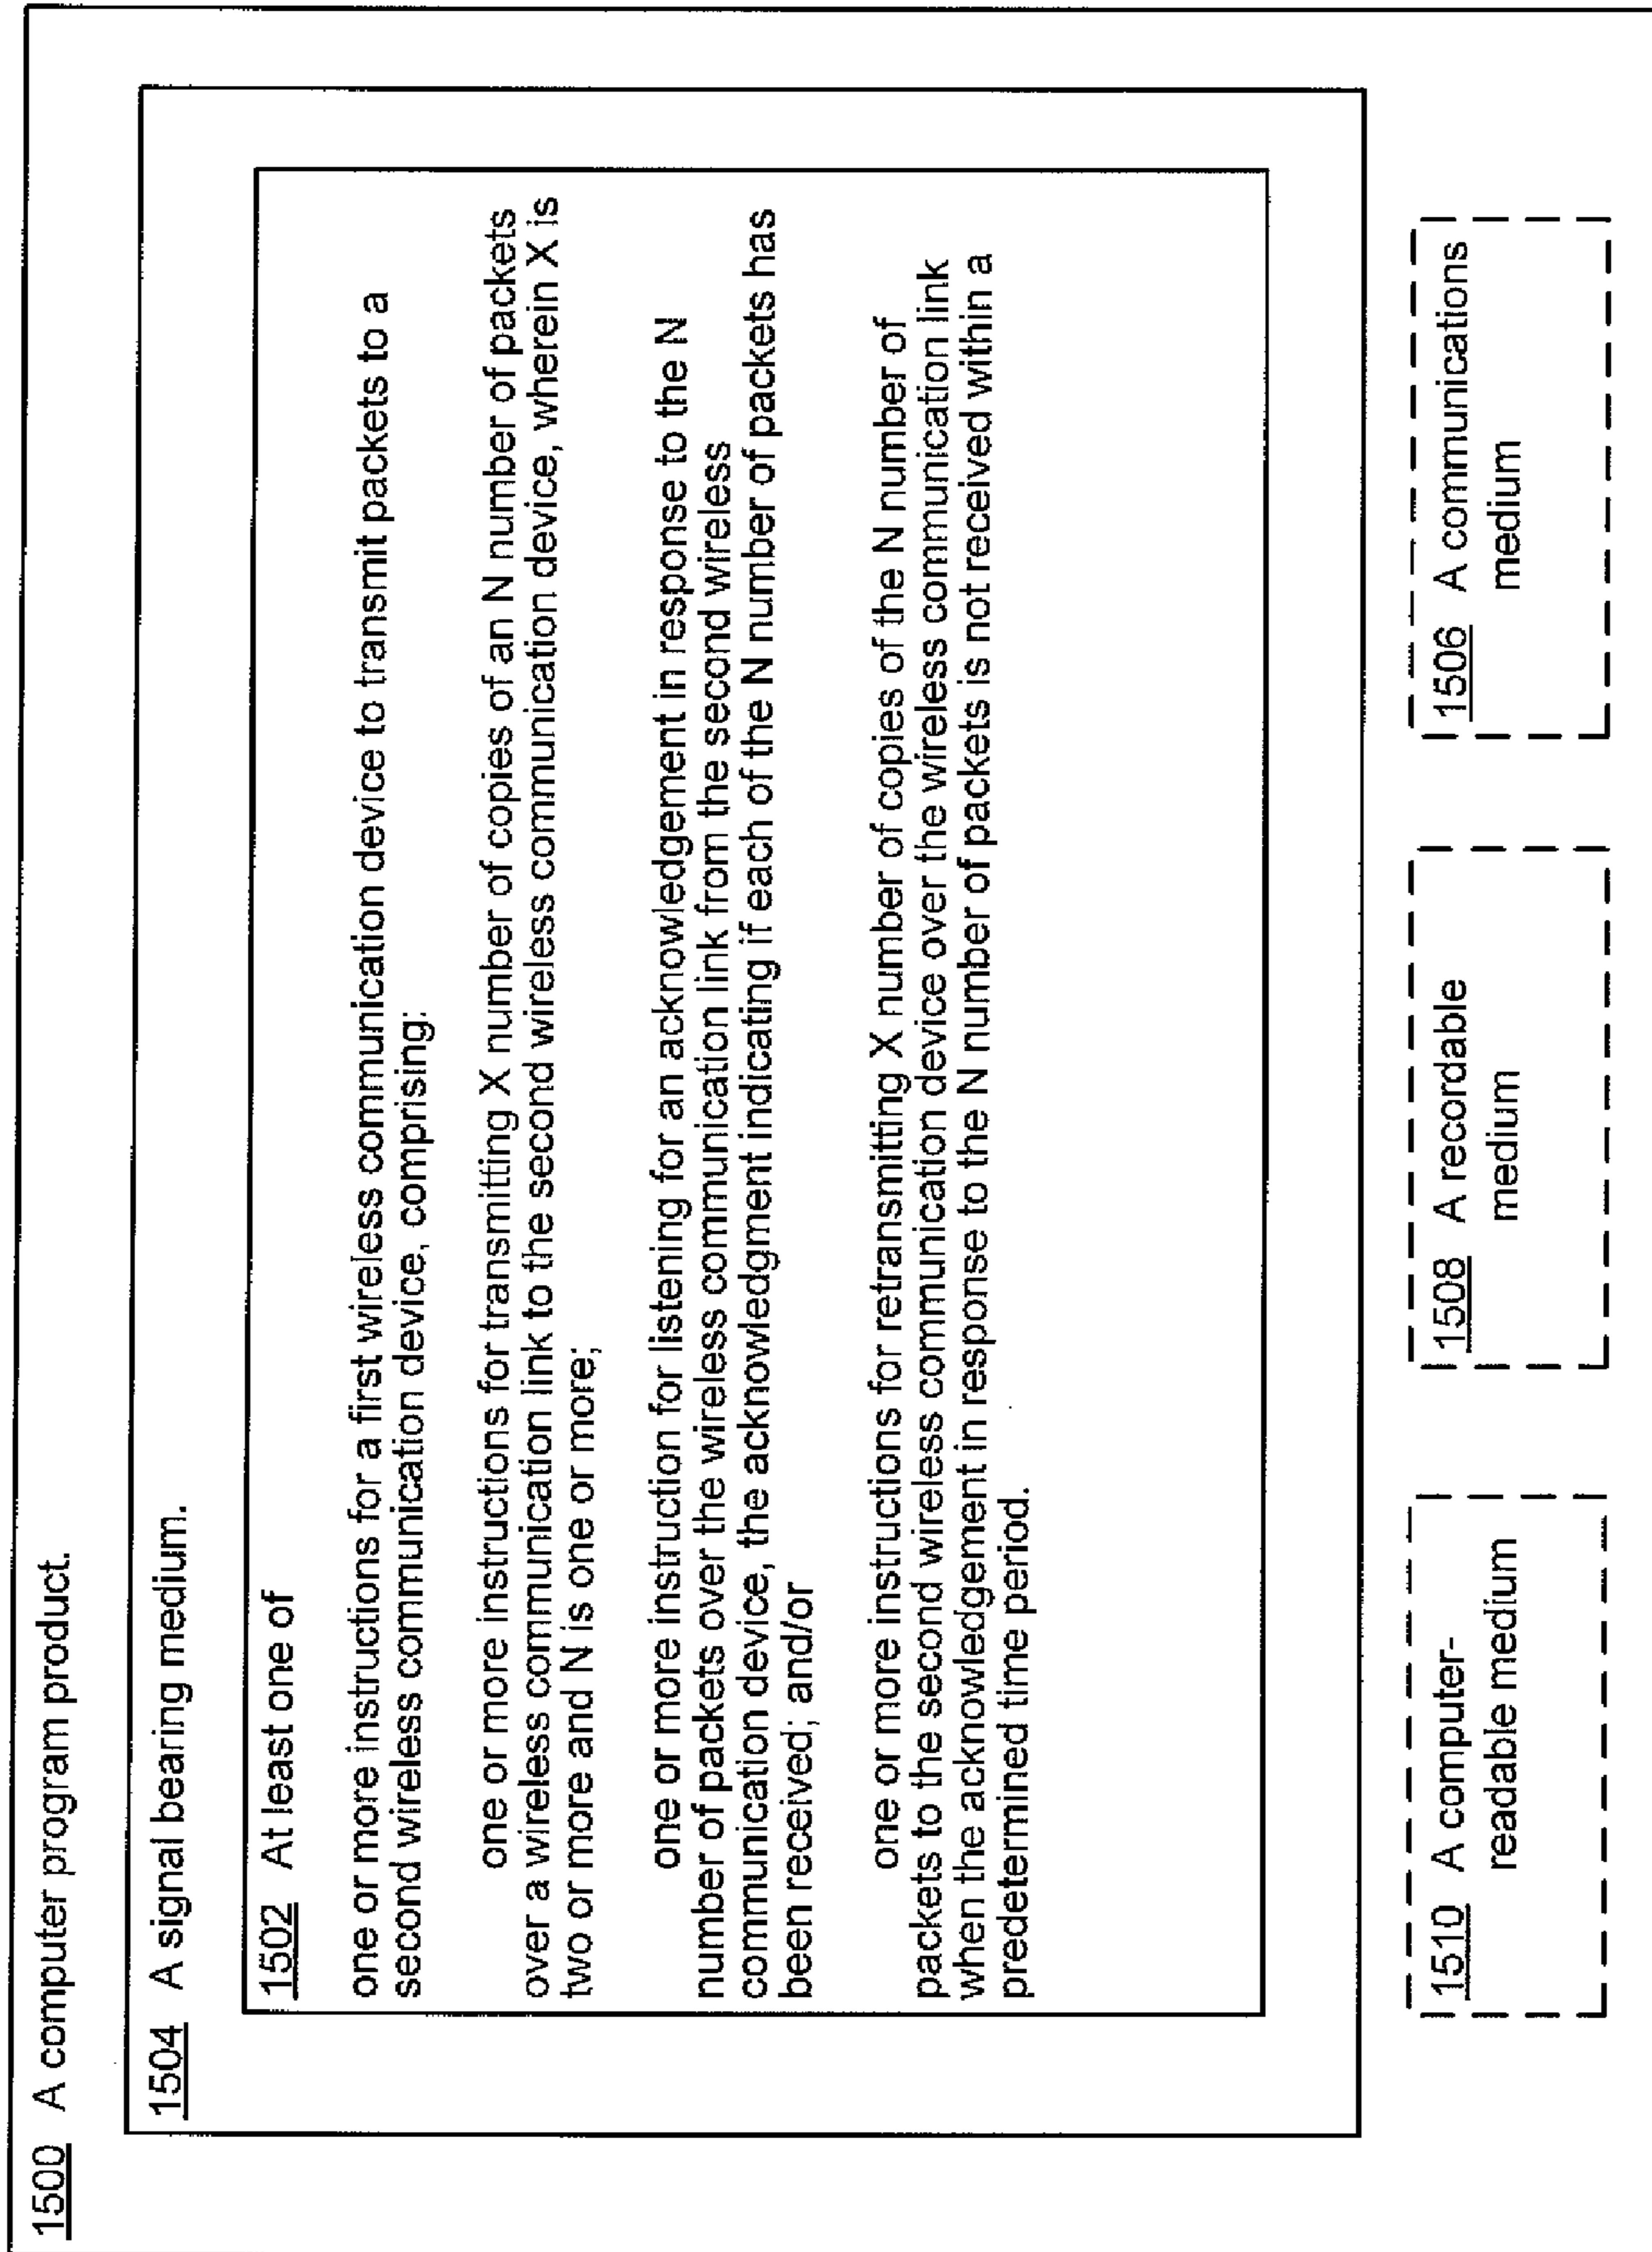 1500 A computer program product.
1504 A signal bearing medium.
1502 At least one of
one or more instructions for a first wireless communication device to transmit packets to a
second wireless communication device, comprising:
one or more instructions for transmitting X number of copies of an N number of packets
over a wireless communication link to the second wireless communication device, wherein X is
two or more and N is one or more;
one or more instruction for listening for an acknowledgement in response to the N
number of packets over the wireless communication link from the second wireless
communication device, the acknowledgment indicating if each of the N number of packets has
been received; and/or
one or more instructions for retransmitting X number of copies of the N number of
packets to the second wireless communication device over the wireless communication link
when the acknowledgement in response to the N number of packets is not received within a
predetermined time period.
1510 A computer-
readable medium
1508 A recordable
medium
1506 A communications
medium